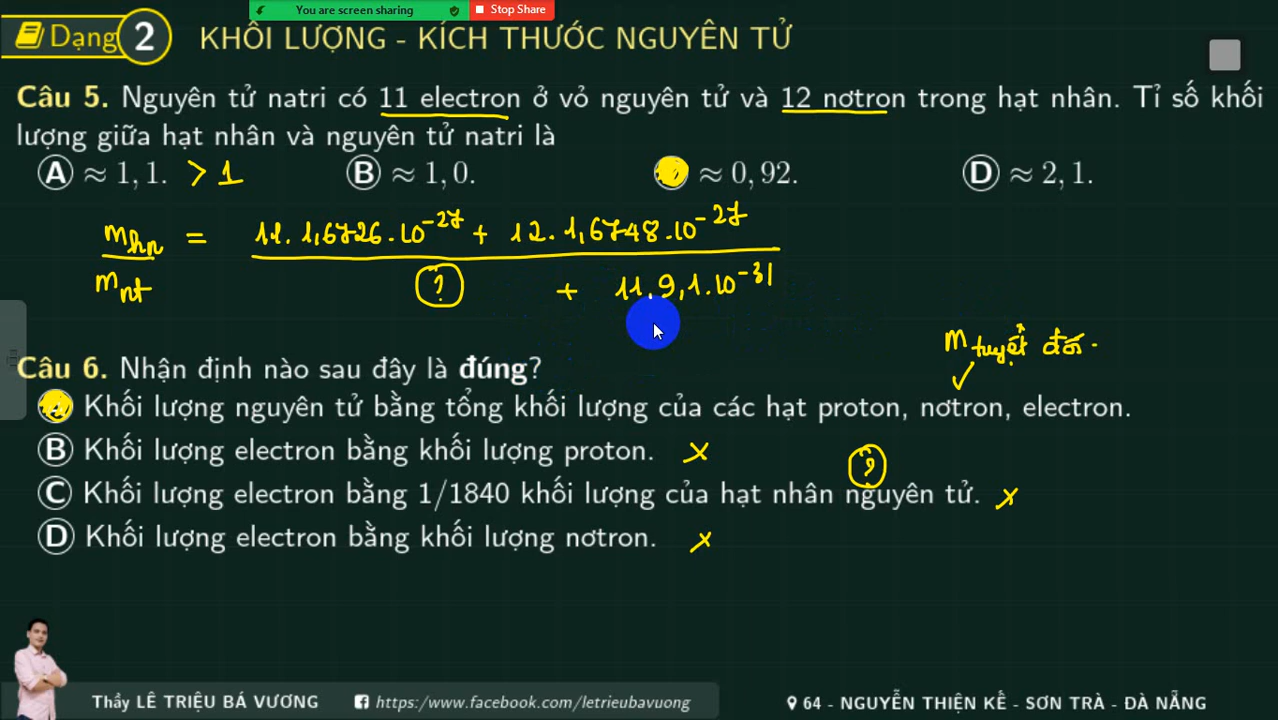 You are screen sharing Stop Share
Dạng 2 KHỐI LƯỢNG - KÍCH THƯỚC NGUYÊN TỬ
Câu 5. Nguyên tử natri có 11 electron ở vỏ nguyên tử và 12 nơtron trong hạt nhân. Tỉ số khối
lượng giữa hạt nhân và nguyên tử natri là
A ≈ 1, 1. > 1 B ≈ 1, 0. ≈ 0, 92. D ≈ 2, 1.
m hn = 11. 1,6726.10^-27 + 12. 1,6748.10^-27
m nt ? + 11.9,1.10^-31
m tuyệt đối.
Câu 6. Nhận định nào sau đây là đúng?
Khối lượng nguyên tử bằng tổng khối lượng của các hạt proton, nơtron, electron.
B Khối lượng electron bằng khối lượng proton. x
?
C Khối lượng electron bằng 1/1840 khối lượng của hạt nhân nguyên tử. x
D Khối lượng electron bằng khối lượng nơtron. x
Thầy LÊ TRIỆU BÁ VƯƠNG https://www.facebook.com/letrieubavuong 64 - NGUYỄN THIỆN KẾ - SƠN TRÀ - ĐÀ NẴNG